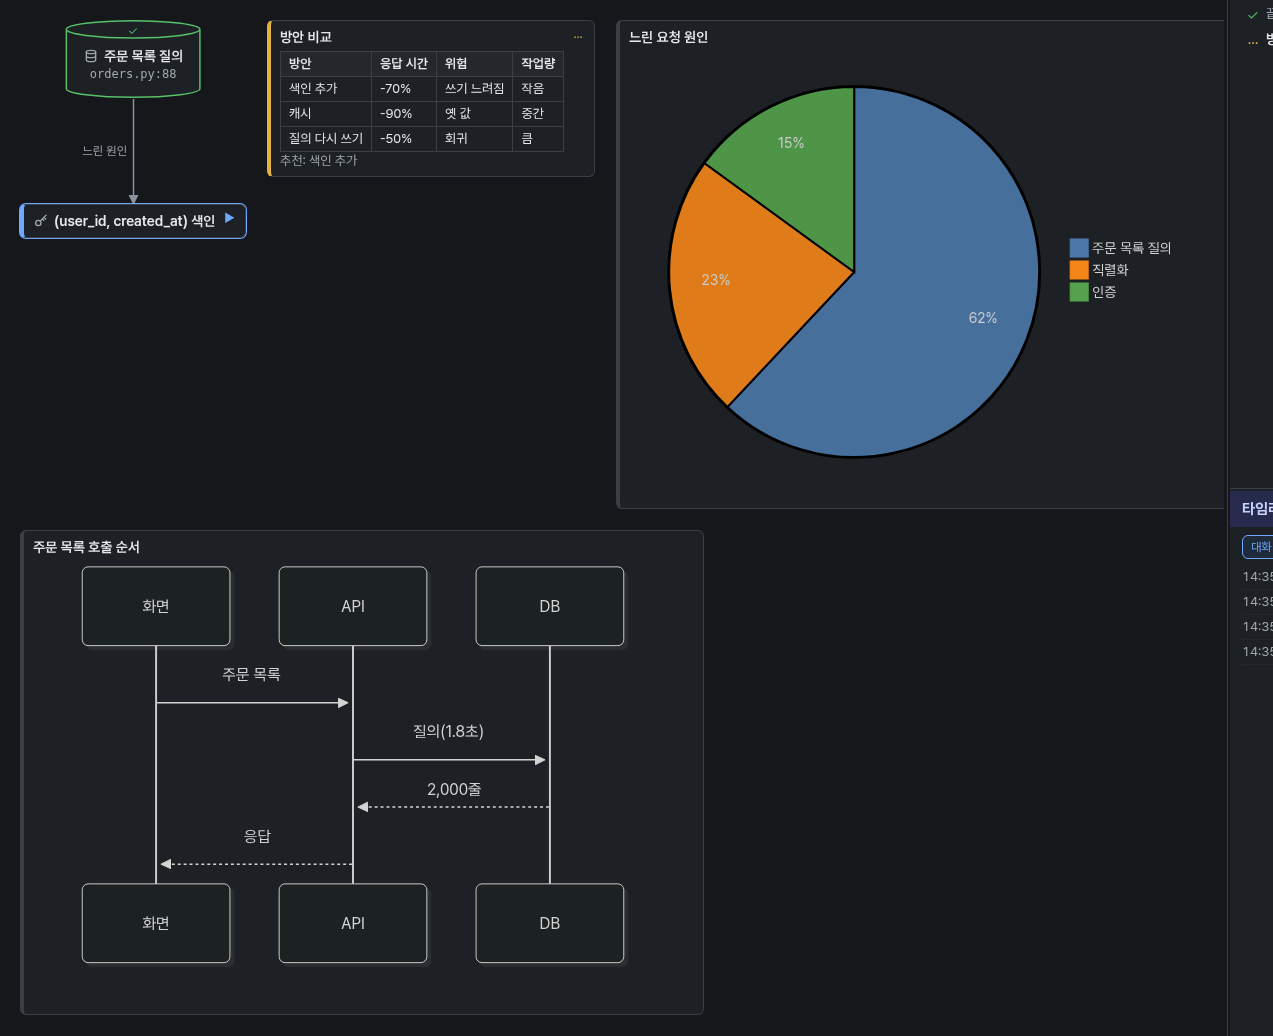 주문 목록 질의
orders.py:88
느린 원인
(user_id, created_at) 색인
방안 비교
방안 응답 시간 위험 작업량
색인 추가 -70% 쓰기 느려짐 작음
캐시 -90% 옛 값 중간
질의 다시 쓰기 -50% 회귀 큼
추천: 색인 추가
느린 요청 원인
15%
23%
62%
주문 목록 질의
직렬화
인증
주문 목록 호출 순서
화면 API DB
주문 목록
질의(1.8초)
2,000줄
응답
화면 API DB
대화
14:35
14:35
14:35
14:35